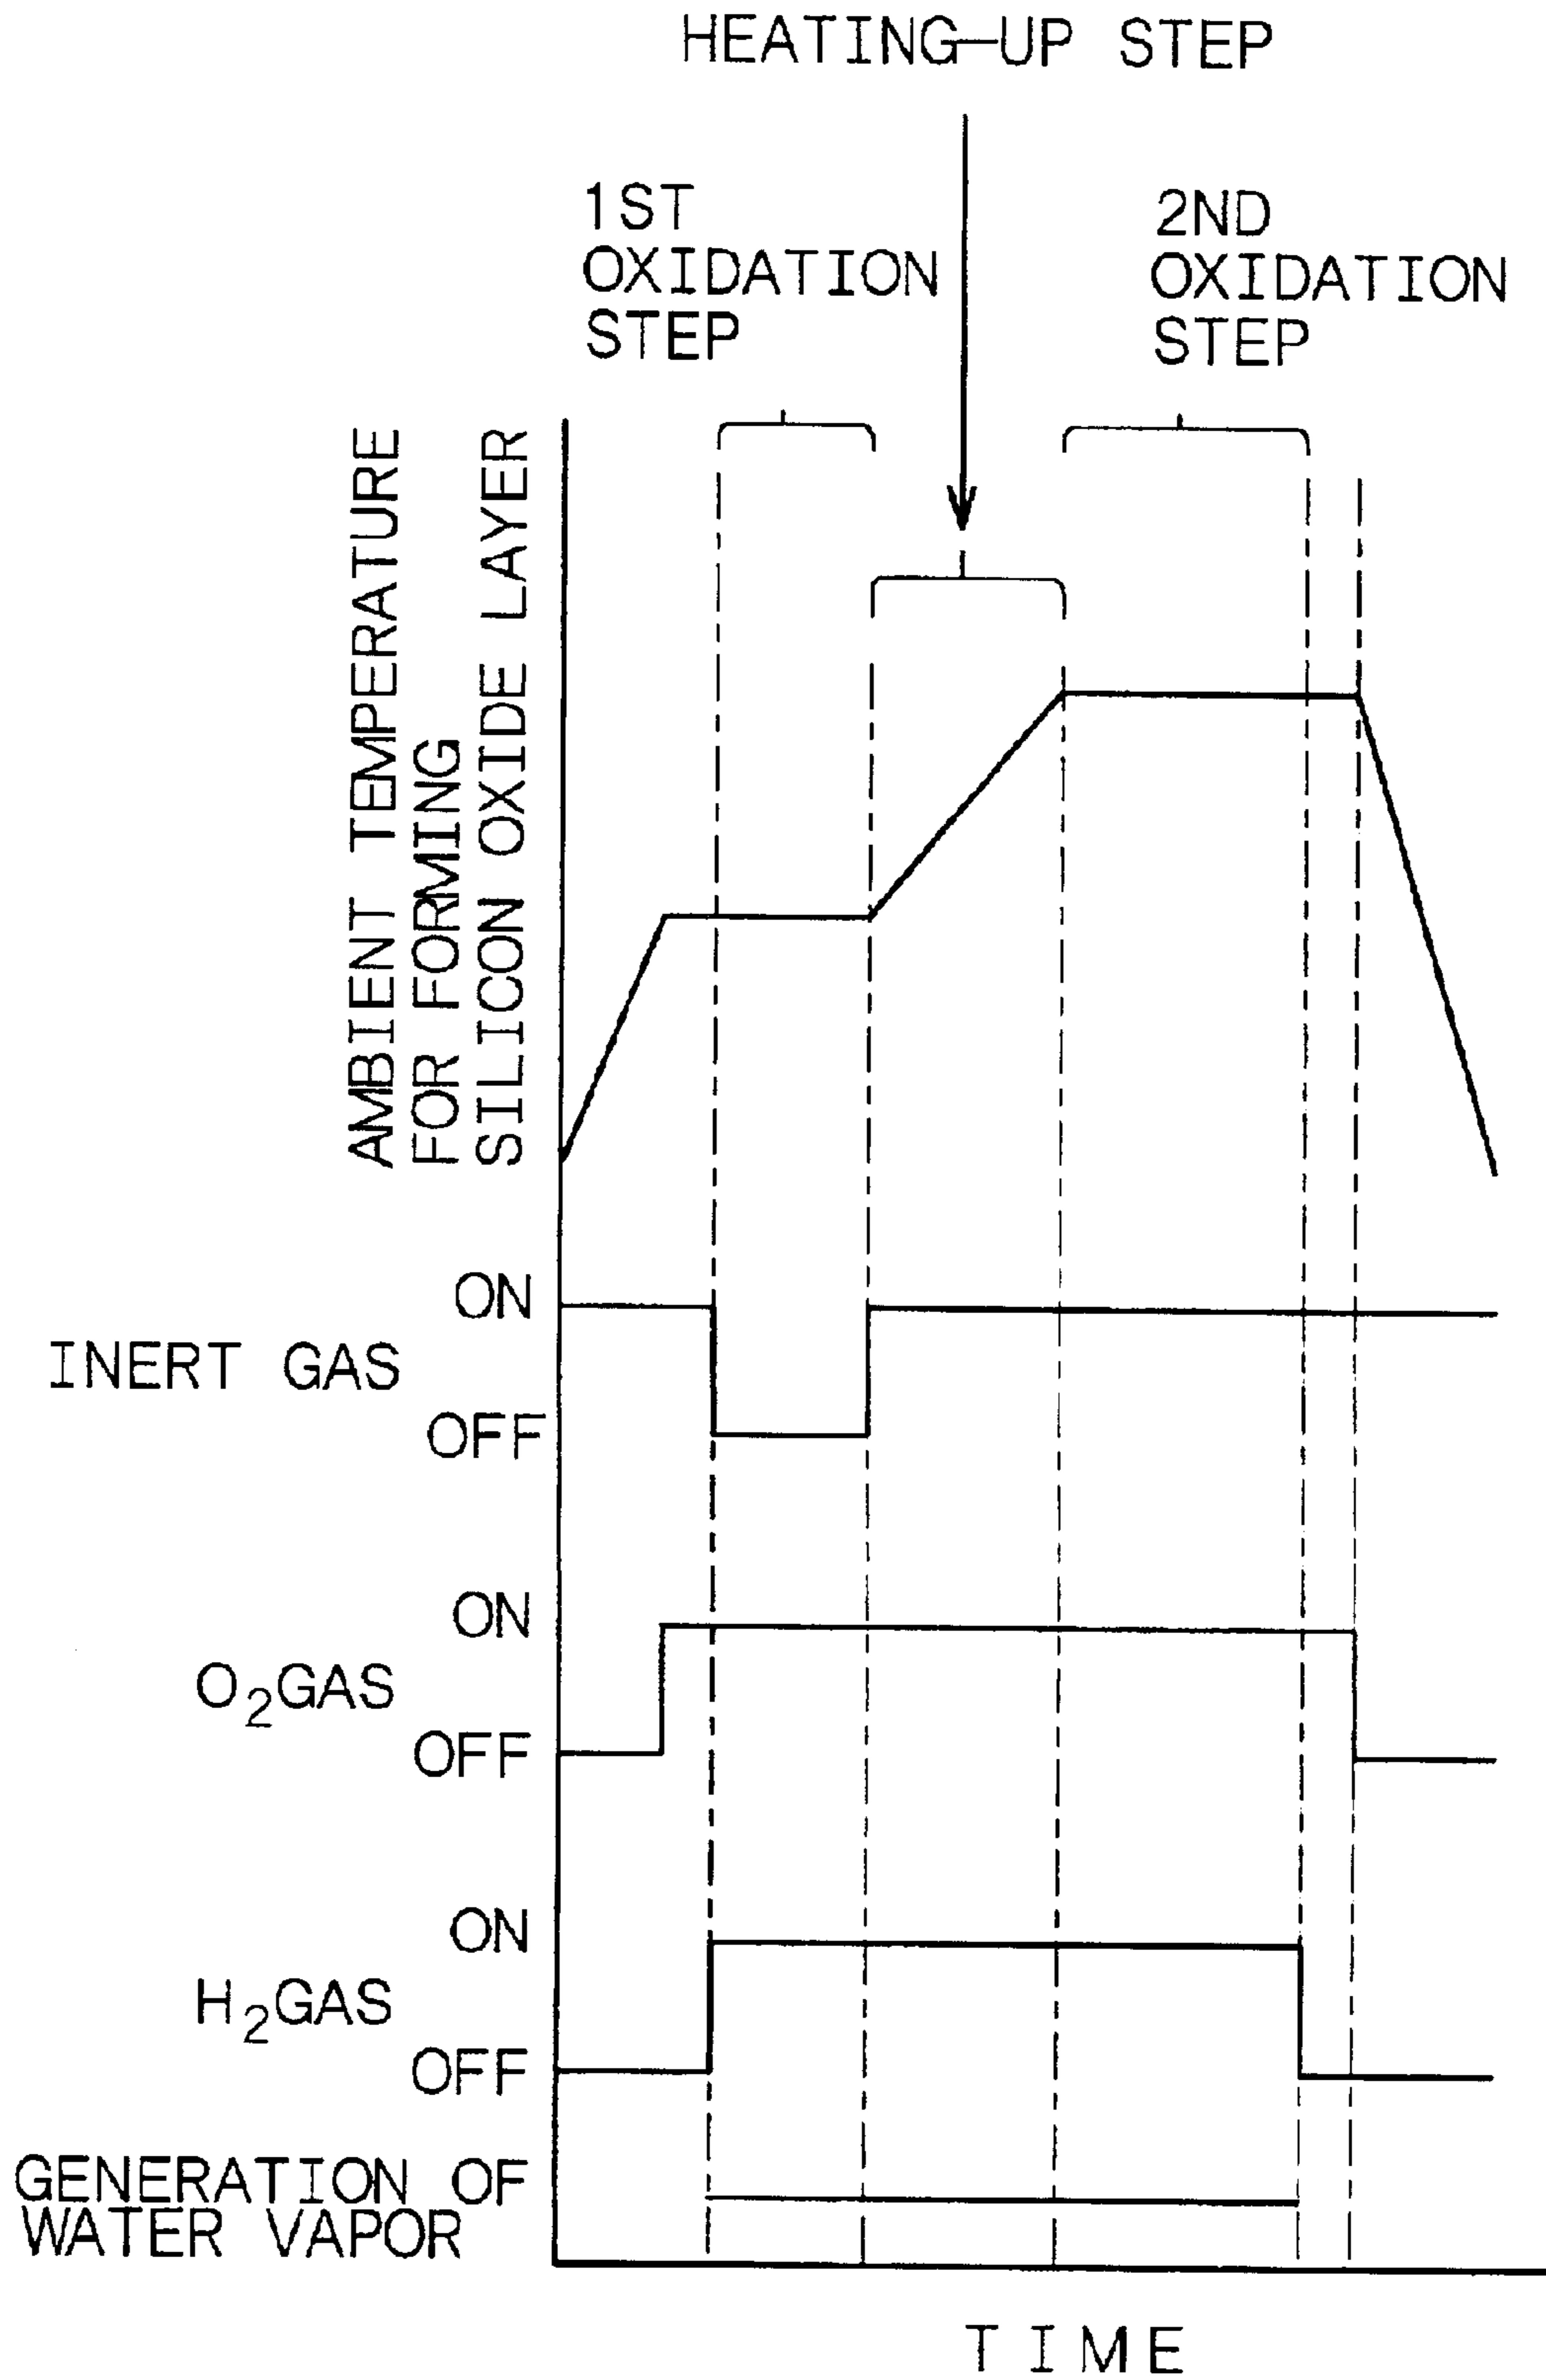 HEATING-UP STEP
1ST
OXIDATION
STEP
2ND
OXIDATION
STEP
AMBIENT TEMPERATURE
FOR FORMING
SILICON OXIDE LAYER
ON
INERT GAS
OFF
ON
O2GAS
OFF
ON
H2GAS
OFF
GENERATION OF
WATER VAPOR
TIME